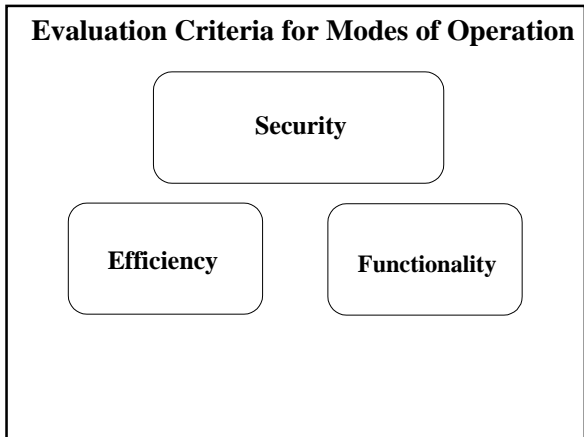 Evaluation Criteria for Modes of Operation
Security
Efficiency
Functionality